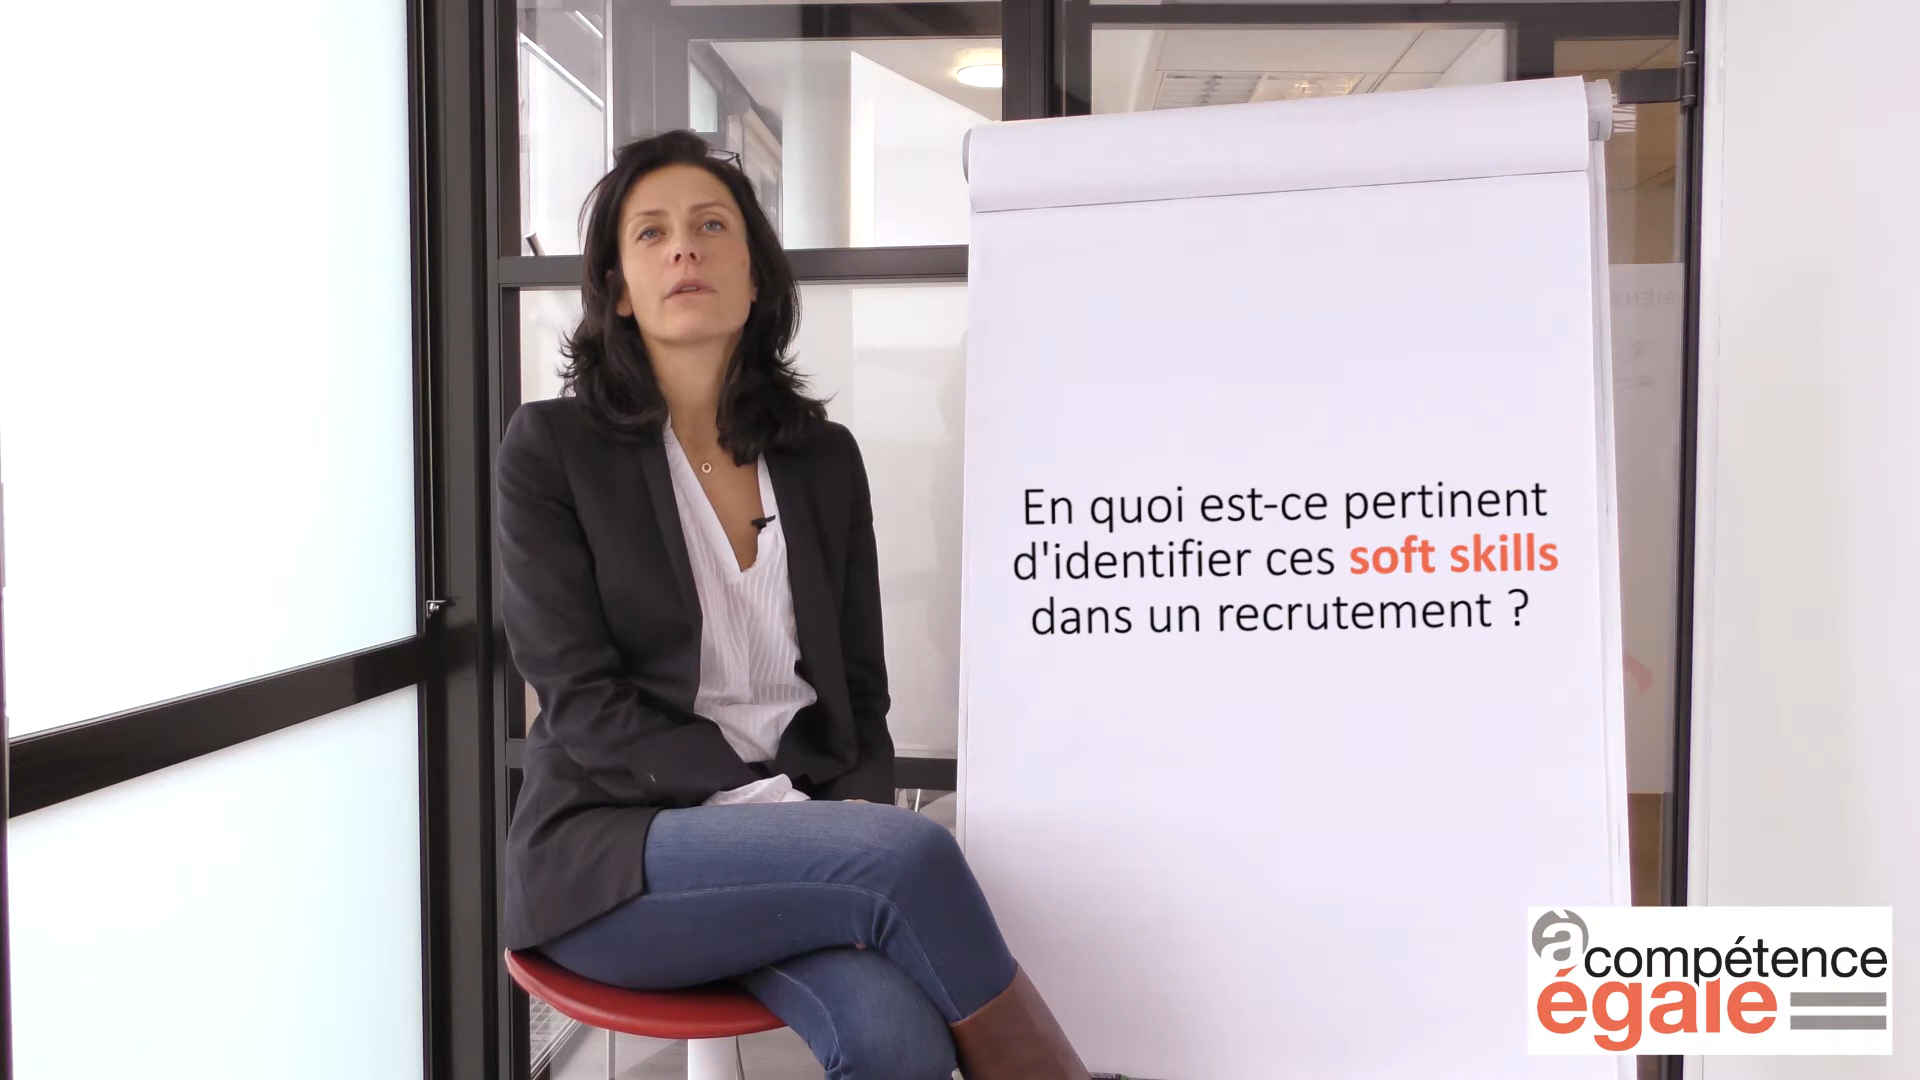 En quoi est-ce pertinent
d'identifier ces soft skills
dans un recrutement ?
à compétence
égale